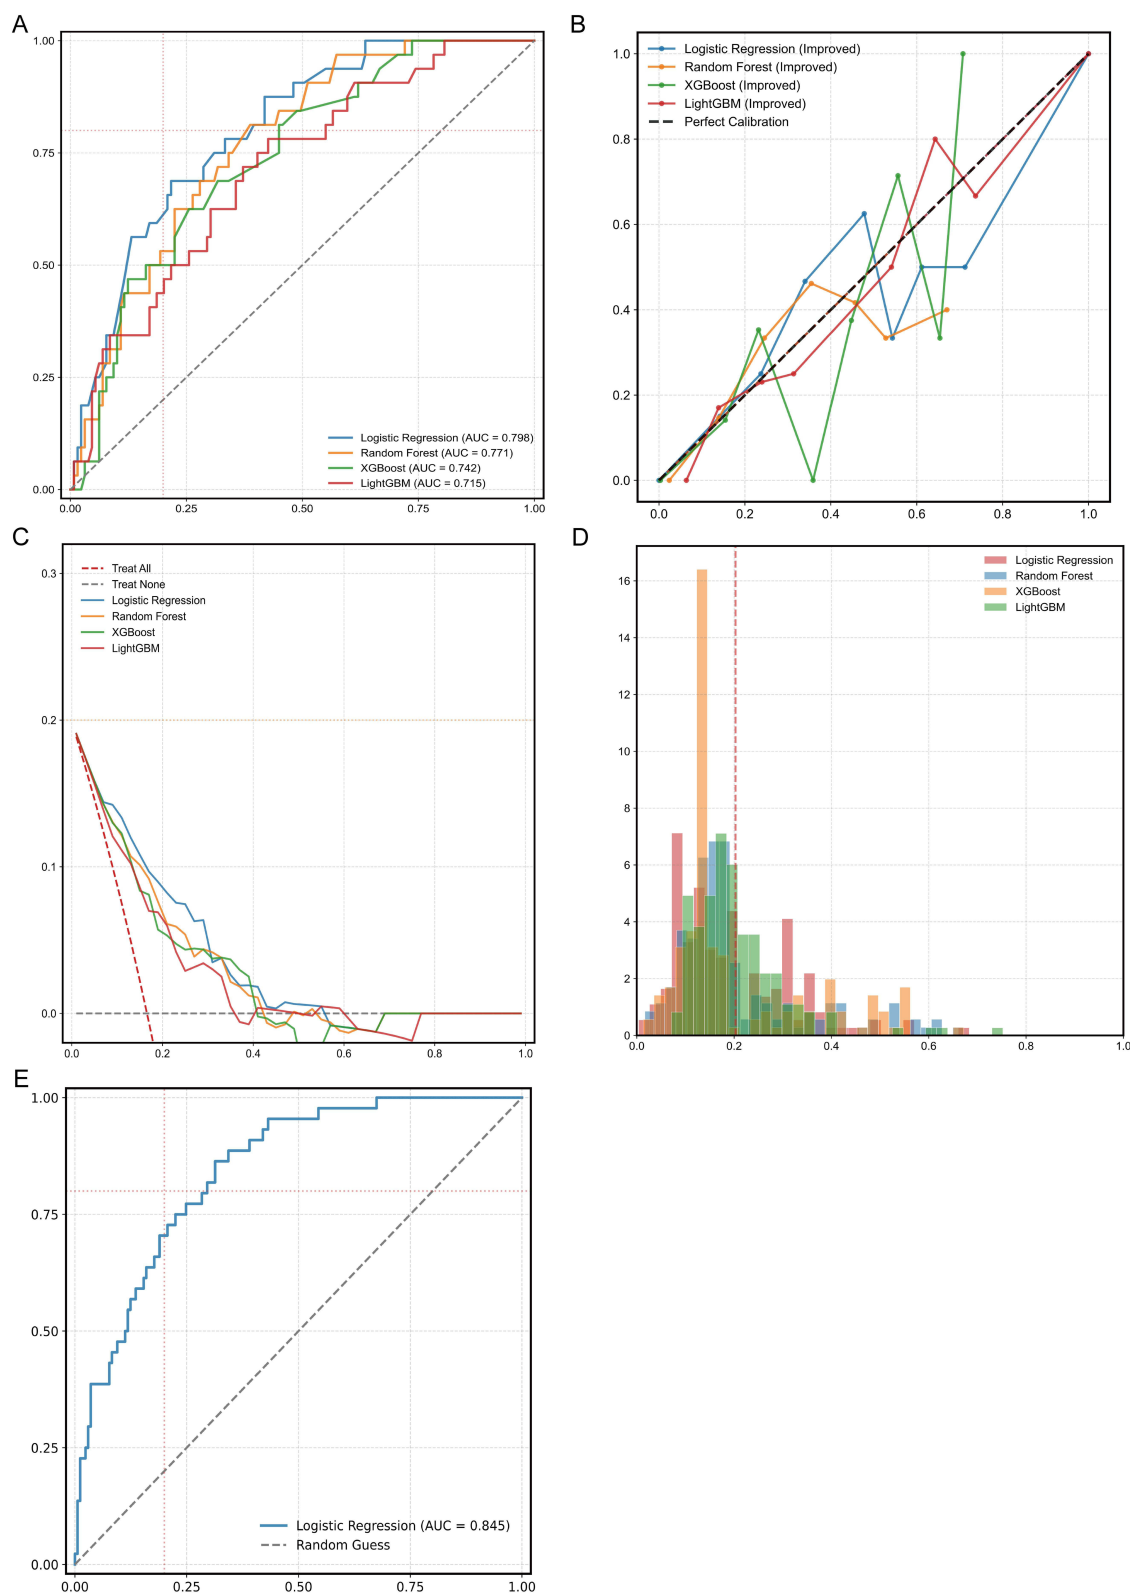 A
1.00
0.75
0.50
0.25
0.00
Logistic Regression (AUC = 0.798)
Random Forest (AUC = 0.771)
XGBoost (AUC = 0.742)
LightGBM (AUC = 0.715)
0.00 0.25 0.50 0.75 1.00
B
Logistic Regression (Improved)
Random Forest (Improved)
XGBoost (Improved)
LightGBM (Improved)
Perfect Calibration
1.0
0.8
0.6
0.4
0.2
0.0
0.0 0.2 0.4 0.6 0.8 1.0
C
Treat All
Treat None
Logistic Regression
Random Forest
XGBoost
LightGBM
0.3
0.2
0.1
0.0
0.0 0.2 0.4 0.6 0.8 1.0
D
Logistic Regression
Random Forest
XGBoost
LightGBM
16
14
12
10
8
6
4
2
0
0.0 0.2 0.4 0.6 0.8 1.0
E
1.00
0.75
0.50
0.25
0.00
Logistic Regression (AUC = 0.845)
Random Guess
0.00 0.25 0.50 0.75 1.00